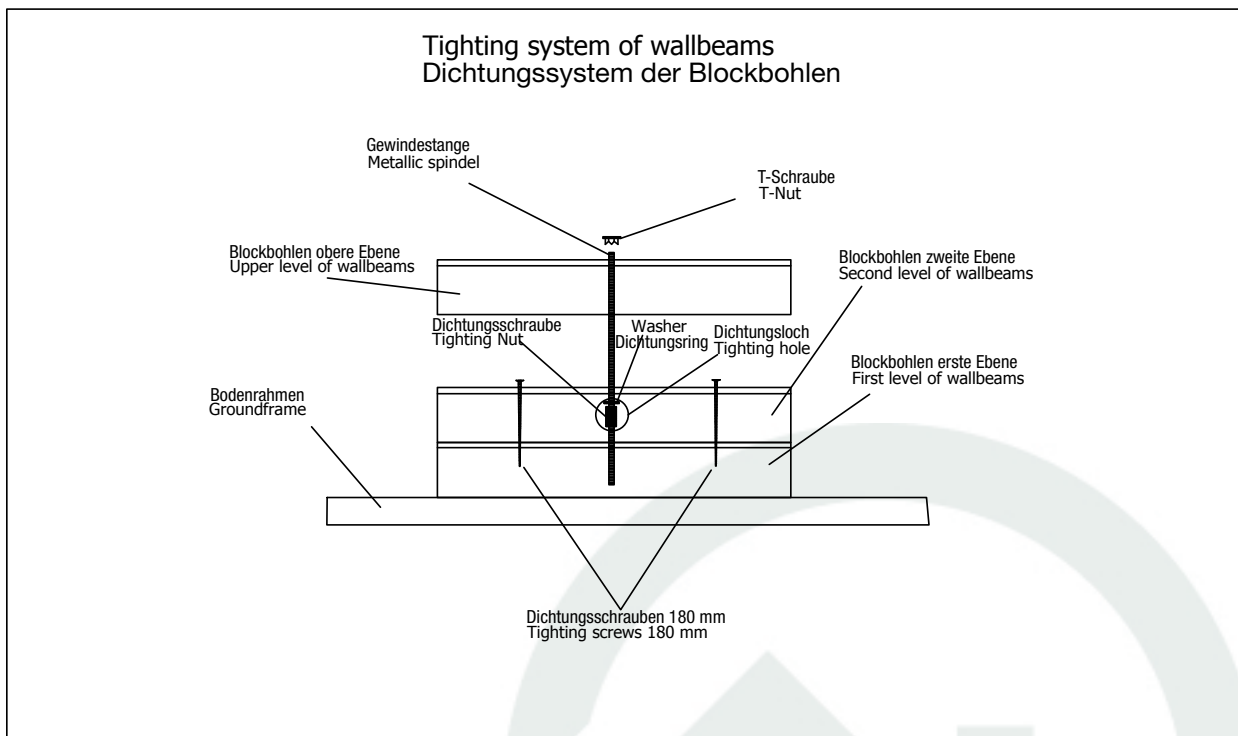 Tighting system of wallbeams
Dichtungssystem der Blockbohlen
Gewindestange
Metallic spindel
T-Schraube
T-Nut
Blockbohlen obere Ebene
Upper level of wallbeams
Blockbohlen zweite Ebene
Second level of wallbeams
Dichtungsschraube
Tighting Nut
Washer
Dichtungsring
Dichtungsloch
Tighting hole
Blockbohlen erste Ebene
First level of wallbeams
Bodenrahmen
Groundframe
Dichtungsschrauben 180 mm
Tighting screws 180 mm